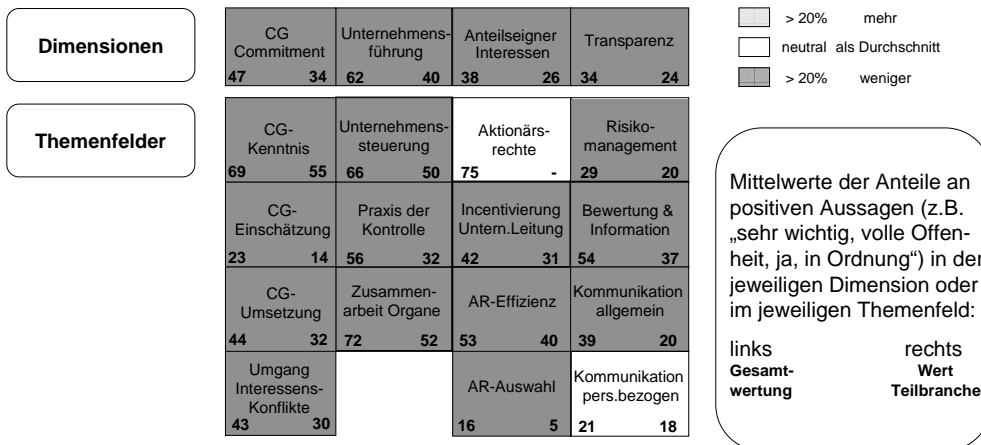 Dimensionen
CG
Commitment
47 34
Unternehmens-
führung
62 40
Anteilseigner
Interessen
38 26
Transparenz
34 24
> 20% mehr
neutral als Durchschnitt
> 20% weniger
Themenfelder
CG-
Kenntnis
69 55
Unternehmens-
steuerung
66 50
Aktionärs-
rechte
75 -
Risiko-
management
29 20
CG-
Einschätzung
23 14
Praxis der
Kontrolle
56 32
Incentivierung
Untern.Leitung
42 31
Bewertung &
Information
54 37
CG-
Umsetzung
44 32
Zusammen-
arbeit Organe
72 52
AR-Effizienz
53 40
Kommunikation
allgemein
39 20
Umgang
Interessens-
Konflikte
43 30
AR-Auswahl
16 5
Kommunikation
pers.bezogen
21 18
Mittelwerte der Anteile an
positiven Aussagen (z.B.
„sehr wichtig, volle Offen-
heit, ja, in Ordnung“) in der
jeweiligen Dimension oder
im jeweiligen Themenfeld:
links rechts
Gesamt- Wert
wertung Teilbranche